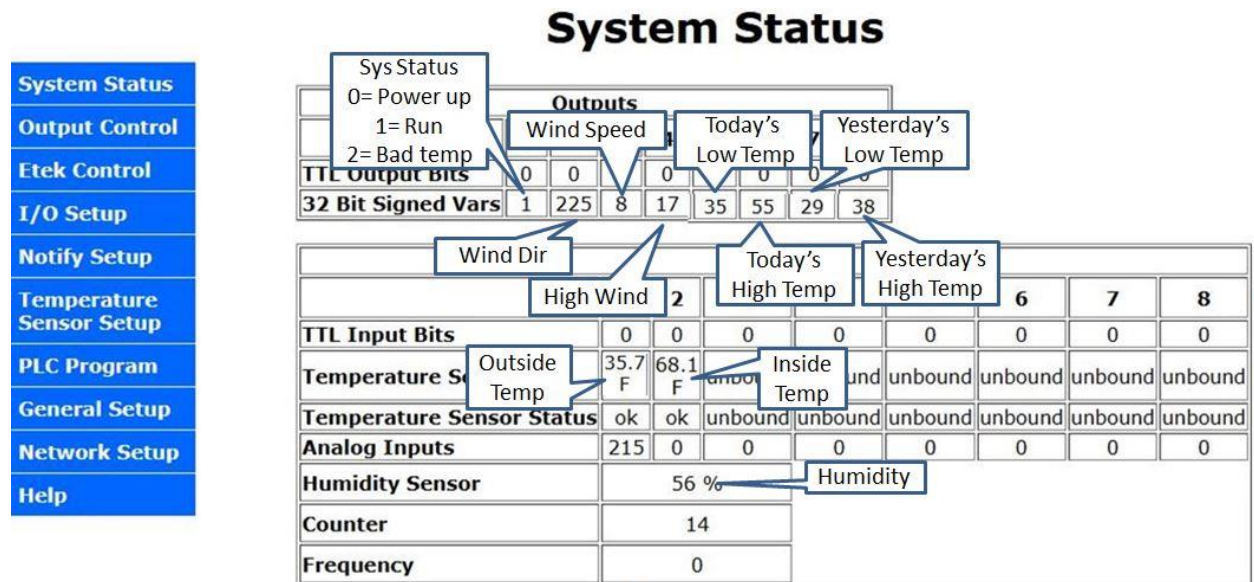 System Status
System Status
Output Control
Etek Control
I/O Setup
Notify Setup
Temperature
Sensor Setup
PLC Program
General Setup
Network Setup
Help
Sys Status
0= Power up
1= Run
2= Bad temp
Outputs
Wind Speed
Today's
Low Temp
Yesterday's
Low Temp
TTL Output Bits 0 0 0 0 0 0
32 Bit Signed Vars 1 225 8 17 35 55 29 38
Wind Dir
High Wind
Today's
High Temp
Yesterday's
High Temp
2 6 7 8
TTL Input Bits 0 0 0 0 0 0 0 0
Outside
Temp
Inside
Temp
Temperature 35.7 F 68.1 F unbound unbound unbound
Temperature Sensor Status ok ok unbound unbound unbound unbound unbound unbound
Analog Inputs 215 0 0 0 0 0 0 0
Humidity Sensor 56 %
Humidity
Counter 14
Frequency 0